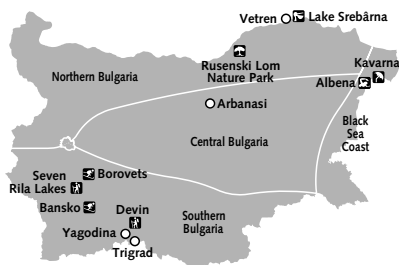 Vetren
Lake Srebârna
Rusenski Lom
Nature Park
Kavarna
Northern Bulgaria
Albena
Arbanasi
Black
Sea
Coast
Central Bulgaria
Seven
Rila Lakes
Borovets
Bansko
Devin
Southern
Bulgaria
Yagodina
Trigrad